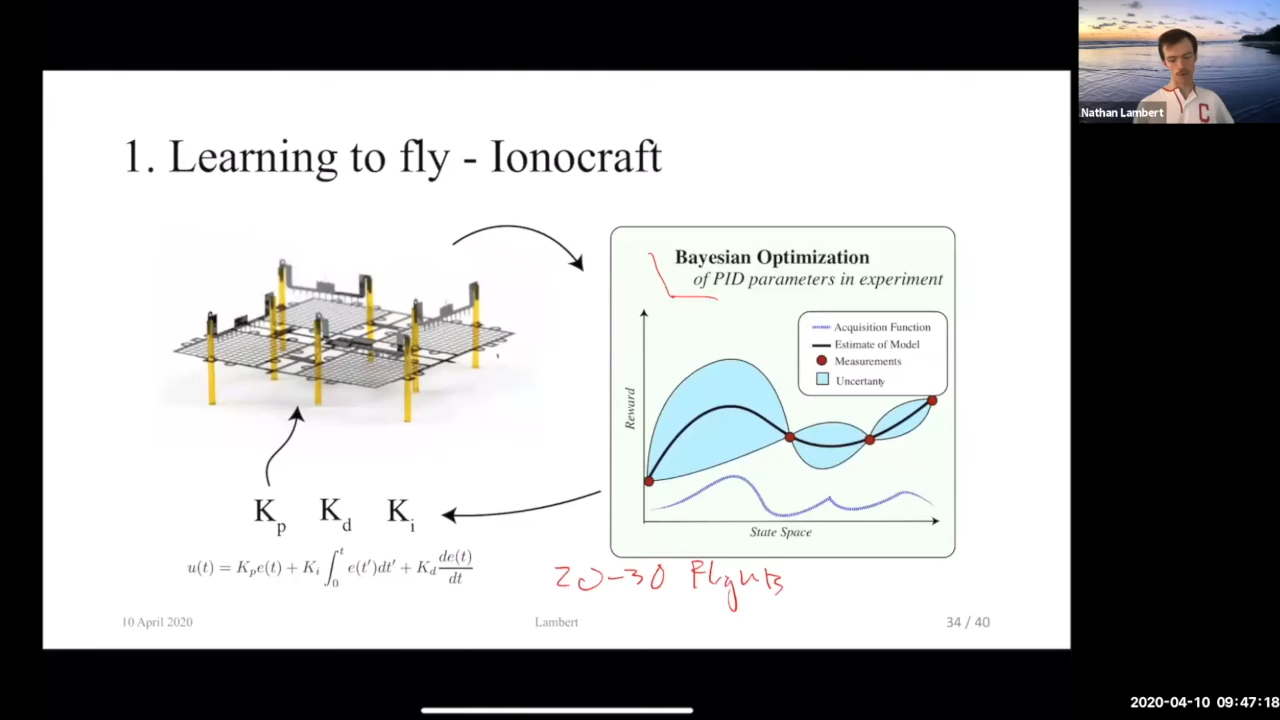 Nathan Lambert
1. Learning to fly - Ionocraft
Bayesian Optimization
of PID parameters in experiment
Acquisition Function
Estimate of Model
Measurements
Uncertanty
Reward
State Space
K_p K_d K_i
u(t) = K_p e(t) + K_i ∫_0^t e(t')dt' + K_d de(t)/dt
20-30 Flights
10 April 2020
Lambert
34 / 40
2020-04-10 09:47:18
C